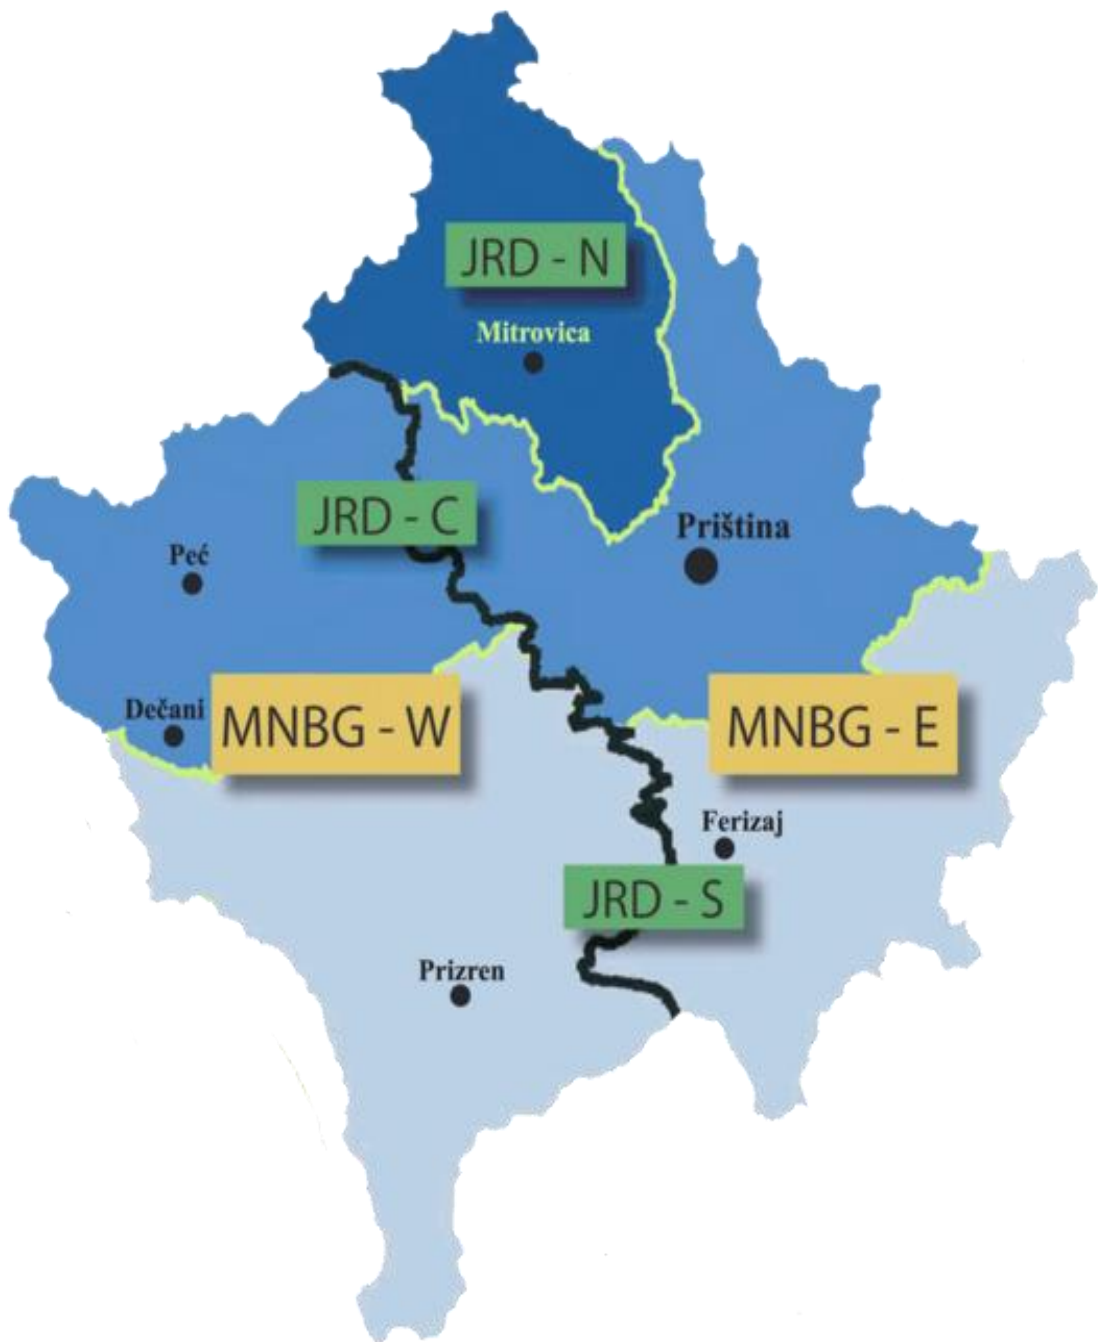 JRD - N
Mitrovica
JRD - C
Priština
Peć
Dečani
MNBG - W
MNBG - E
Ferizaj
JRD - S
Prizren